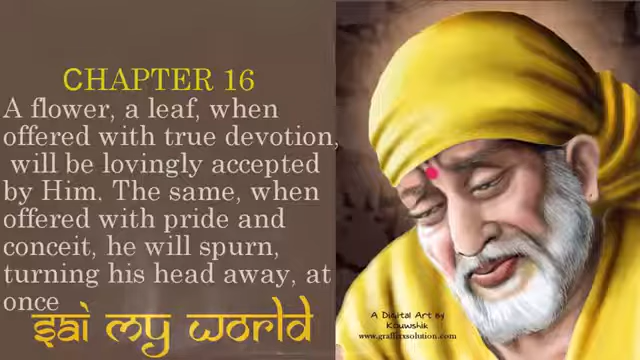 CHAPTER 16
A flower, a leaf, when
offered with true devotion,
will be lovingly accepted
by Him. The same, when
offered with pride and
conceit, he will spurn,
turning his head away, at
once
sai my world
A Digital Art By
Kouwshik
www.grafixxsolution.com